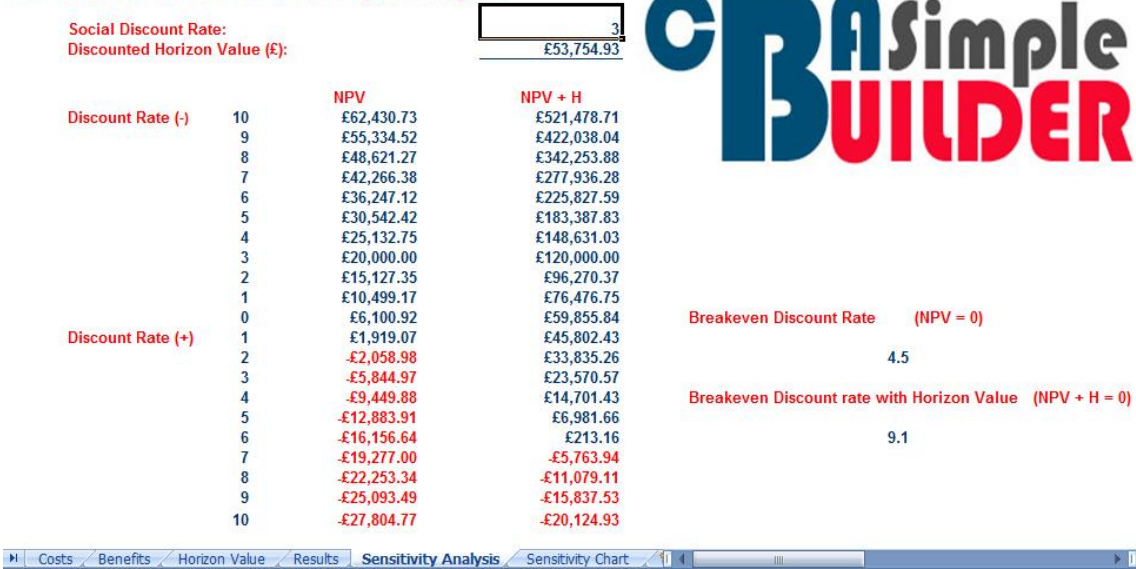 Social Discount Rate: 3
Discounted Horizon Value (£): £53,754.93
CBA Simple
BUILDER
NPV NPV + H
Discount Rate (-) 10 £62,430.73 £521,478.71
9 £55,334.52 £422,038.04
8 £48,621.27 £342,253.88
7 £42,266.38 £277,936.28
6 £36,247.12 £225,827.59
5 £30,542.42 £183,387.83
4 £25,132.75 £148,631.03
3 £20,000.00 £120,000.00
2 £15,127.35 £96,270.37
1 £10,499.17 £76,476.75
0 £6,100.92 £59,855.84 Breakeven Discount Rate (NPV = 0)
Discount Rate (+) 1 £1,919.07 £45,802.43
2 -£2,058.98 £33,835.26 4.5
3 -£5,844.97 £23,570.57
4 -£9,449.88 £14,701.43 Breakeven Discount rate with Horizon Value (NPV + H = 0)
5 -£12,883.91 £6,981.66
6 -£16,156.64 £213.16 9.1
7 -£19,277.00 -£5,763.94
8 -£22,253.34 -£11,079.11
9 -£25,093.49 -£15,837.53
10 -£27,804.77 -£20,124.93
Costs Benefits Horizon Value Results Sensitivity Analysis Sensitivity Chart